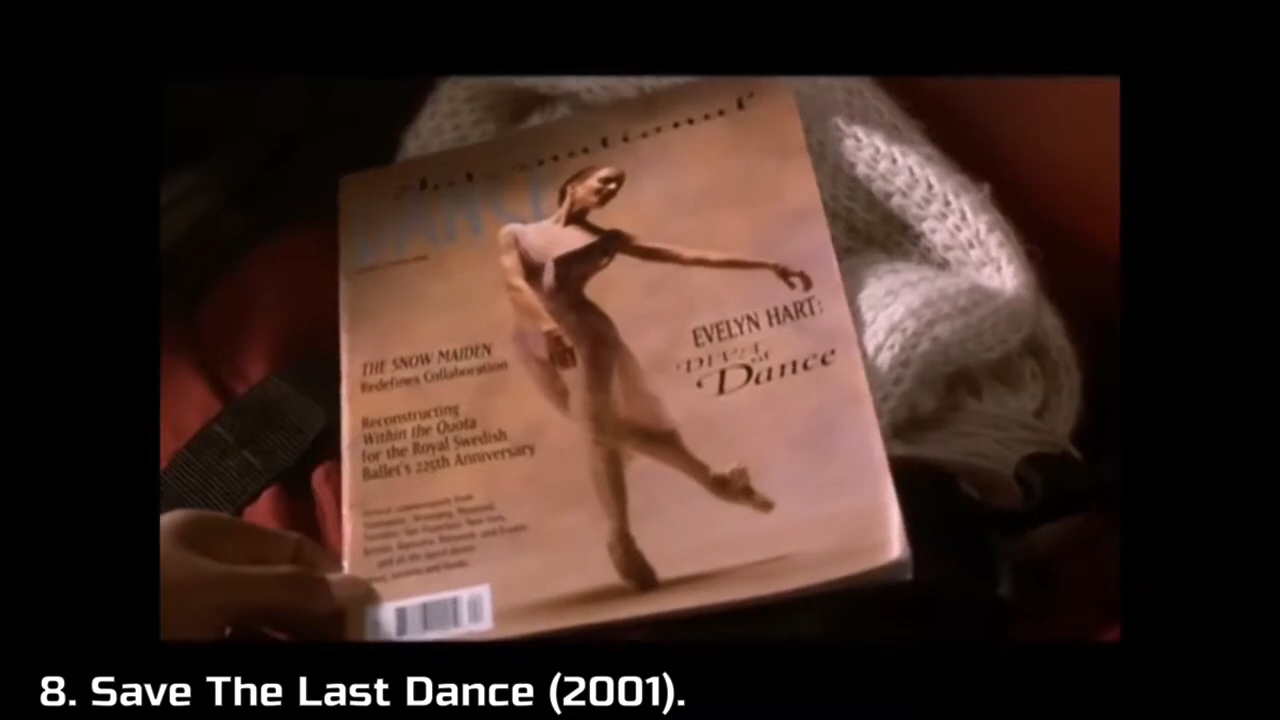 International
DANCE
EVELYN HART:
DIVA OF
Dance
THE SNOW MAIDEN
Redefines Collaboration
Reconstructing
Within the Quota
for the Royal Swedish
Ballet's 225th Anniversary
8. Save The Last Dance (2001).